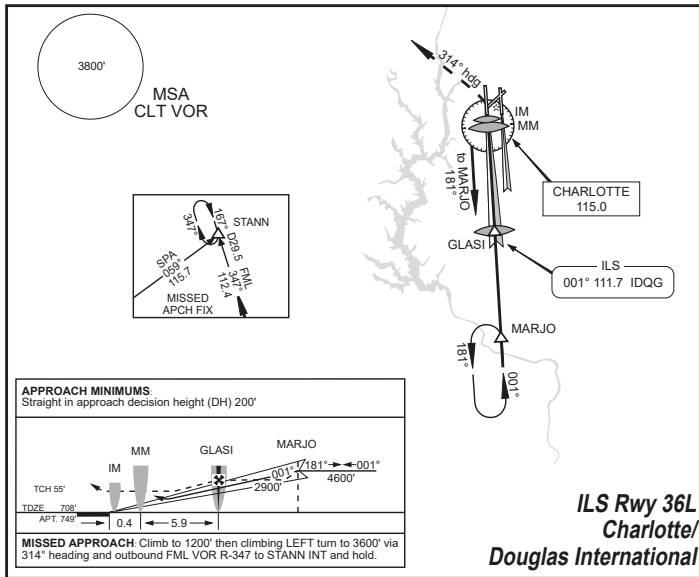 3800'
MSA
CLT VOR
314° hdg
IM
MM
to MARJO
181°
CHARLOTTE
115.0
GLASI
ILS
001° 111.7 IDQG
MARJO
181°
001°
STANN
347°
167°
D29.5 FML
347°
112.4
SPA
059°
115.7
MISSED
APCH FIX
APPROACH MINIMUMS:
Straight in approach decision height (DH) 200'
IM
MM
GLASI
MARJO
001°
181°
001°
2900'
4600'
TCH 55'
TDZE 708'
APT. 749'
0.4
5.9
MISSED APPROACH: Climb to 1200' then climbing LEFT turn to 3600' via
314° heading and outbound FML VOR R-347 to STANN INT and hold.
ILS Rwy 36L
Charlotte/
Douglas International